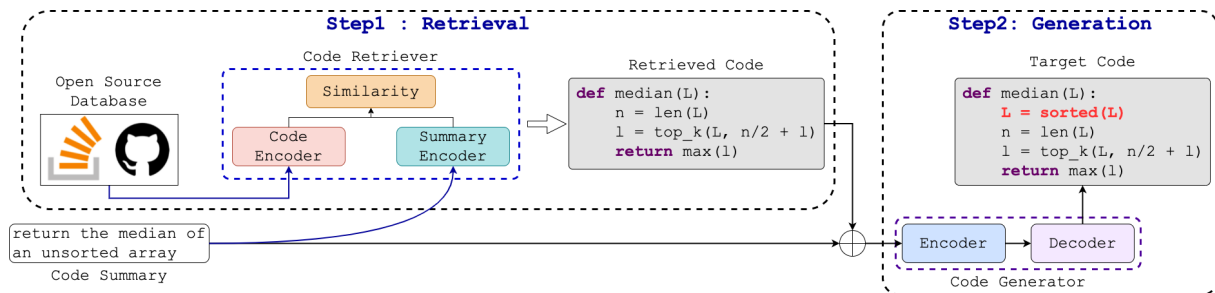 Step1 : Retrieval
Code Retriever
Open Source
Database
Similarity
Code
Encoder
Summary
Encoder
Retrieved Code
def median(L):
n = len(L)
l = top_k(L, n/2 + l)
return max(l)
return the median of
an unsorted array
Code Summary
Step2: Generation
Target Code
def median(L):
L = sorted(L)
n = len(L)
l = top_k(L, n/2 + l)
return max(l)
Encoder
Decoder
Code Generator